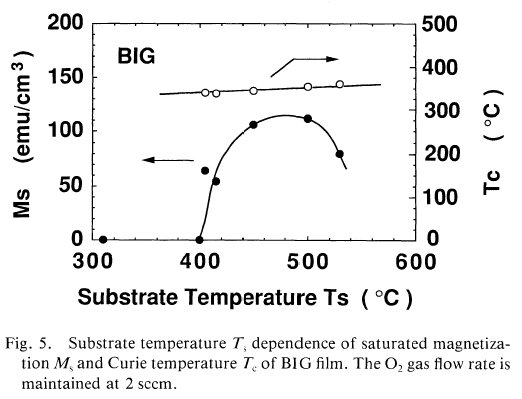 200
150
100
50
0
Ms (emu/cm³)
BIG
500
400
300
200
100
0
Tc (°C)
300 400 500 600
Substrate Temperature Ts ( °C)
Fig. 5. Substrate temperature Tₛ dependence of saturated magnetiza-
tion Mₛ and Curie temperature T꜀ of BIG film. The O₂ gas flow rate is
maintained at 2 sccm.